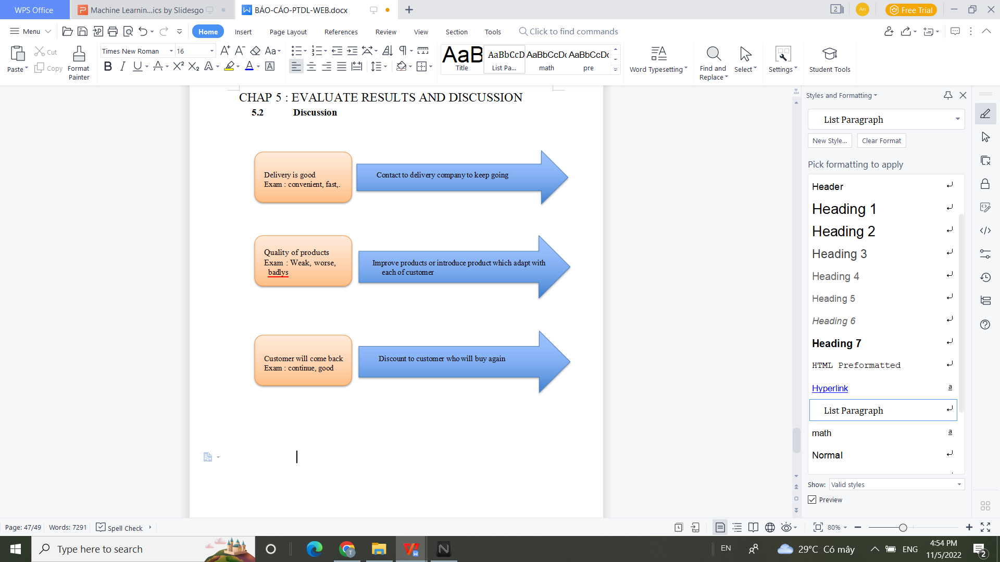 WPS Office
Machine Learnin...ics by Slidesgo
BÁO-CÁO-PTDL-WEB.docx
2
An
Free Trial
Menu
Home
Insert
Page Layout
References
Review
View
Section
Tools
Click to find commands
Paste
Cut
Copy
Format Painter
Times New Roman
16
AaB
Title
AaBbCcD
List Pa...
AaBbCcDc
math
AaBbCcDc
pre
Word Typesetting
Find and Replace
Select
Settings
Student Tools
CHAP 5 : EVALUATE RESULTS AND DISCUSSION
5.2 Discussion
Delivery is good
Exam : convenient, fast,.
Contact to delivery company to keep going
Quality of products
Exam : Weak, worse,
badlys
Improve products or introduce product which adapt with
each of customer
Customer will come back
Exam : continue, good
Discount to customer who will buy again
Styles and Formatting
List Paragraph
New Style...
Clear Format
Pick formatting to apply
Header
Heading 1
Heading 2
Heading 3
Heading 4
Heading 5
Heading 6
Heading 7
HTML Preformatted
Hyperlink
a
List Paragraph
math
a
Normal
Show:
Valid styles
Preview
Page: 47/49
Words: 7291
Spell Check
80%
Type here to search
EN
29°C Có mây
ENG
4:54 PM
11/5/2022
2